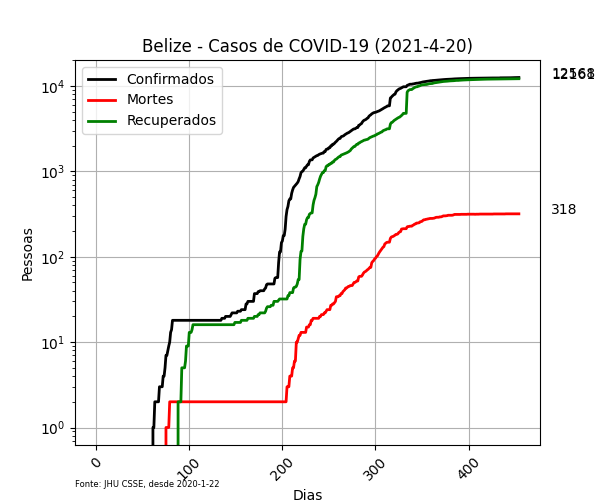 Belize - Casos de COVID-19 (2021-4-20)
Confirmados
Mortes
Recuperados
10⁴
10³
10²
10¹
10⁰
Pessoas
318
0
100
200
300
400
Dias
Fonte: JHU CSSE, desde 2020-1-22